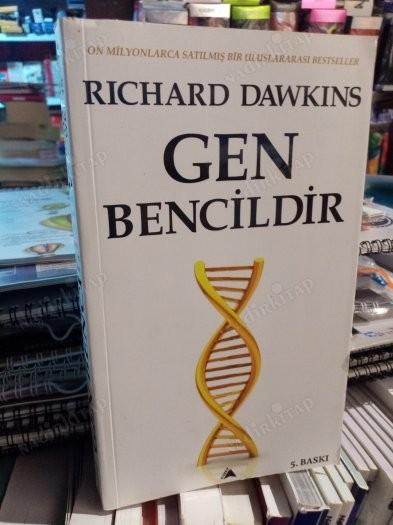 ON MİLYONLARCA SATILMIŞ BİR ULUSLARARASI BESTSELLER
RICHARD DAWKINS
GEN
BENCİLDİR
5. BASKI